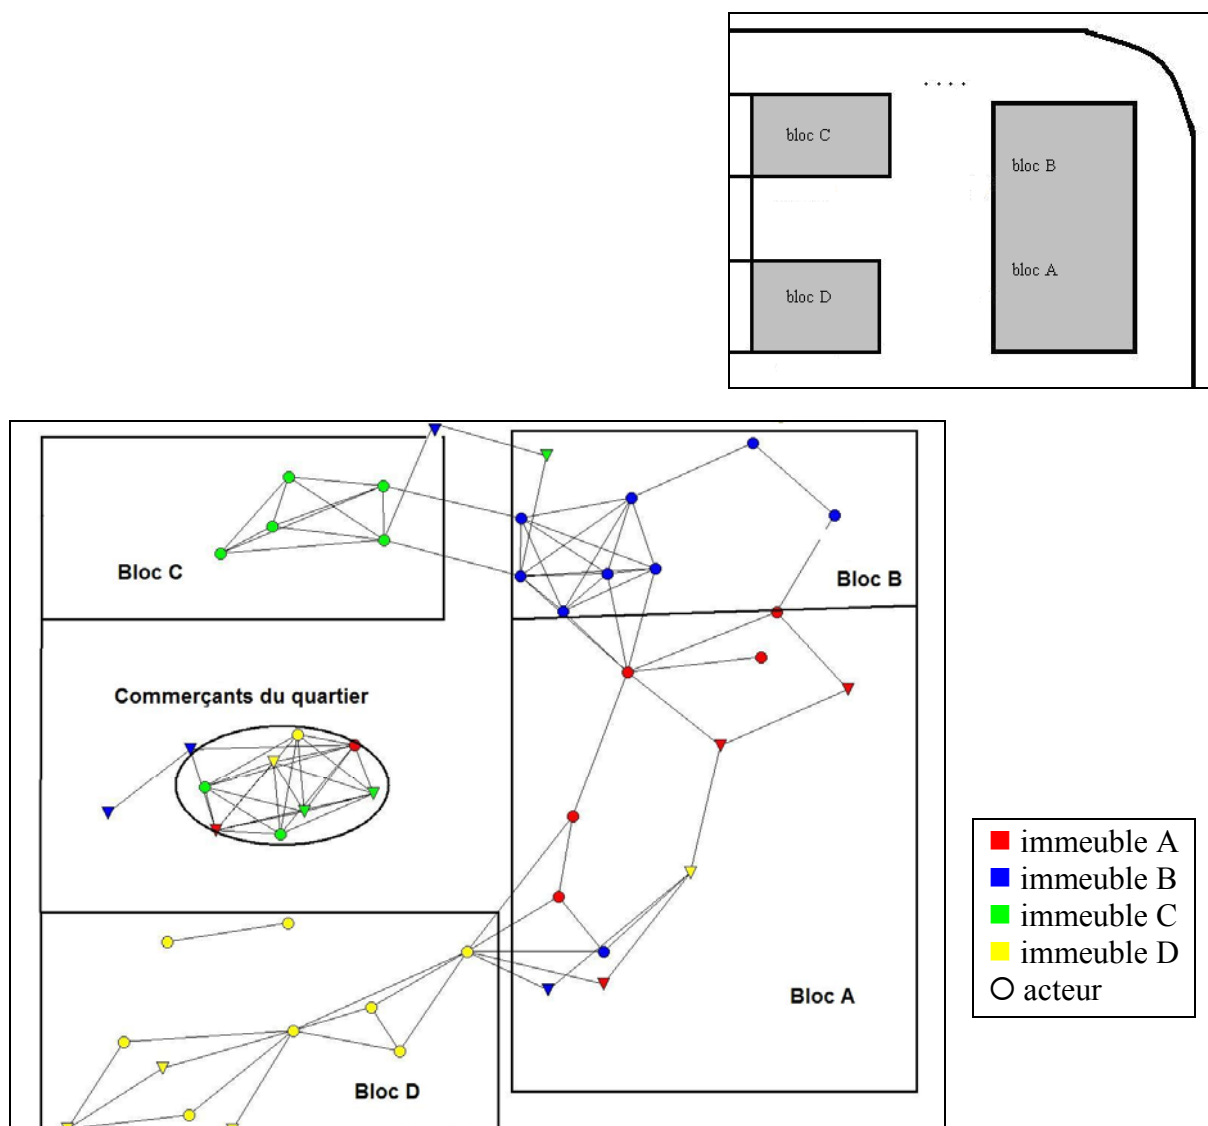 bloc C
bloc B
bloc A
bloc D
Bloc C
Bloc B
Commerçants du quartier
Bloc A
Bloc D
immeuble A
immeuble B
immeuble C
immeuble D
acteur